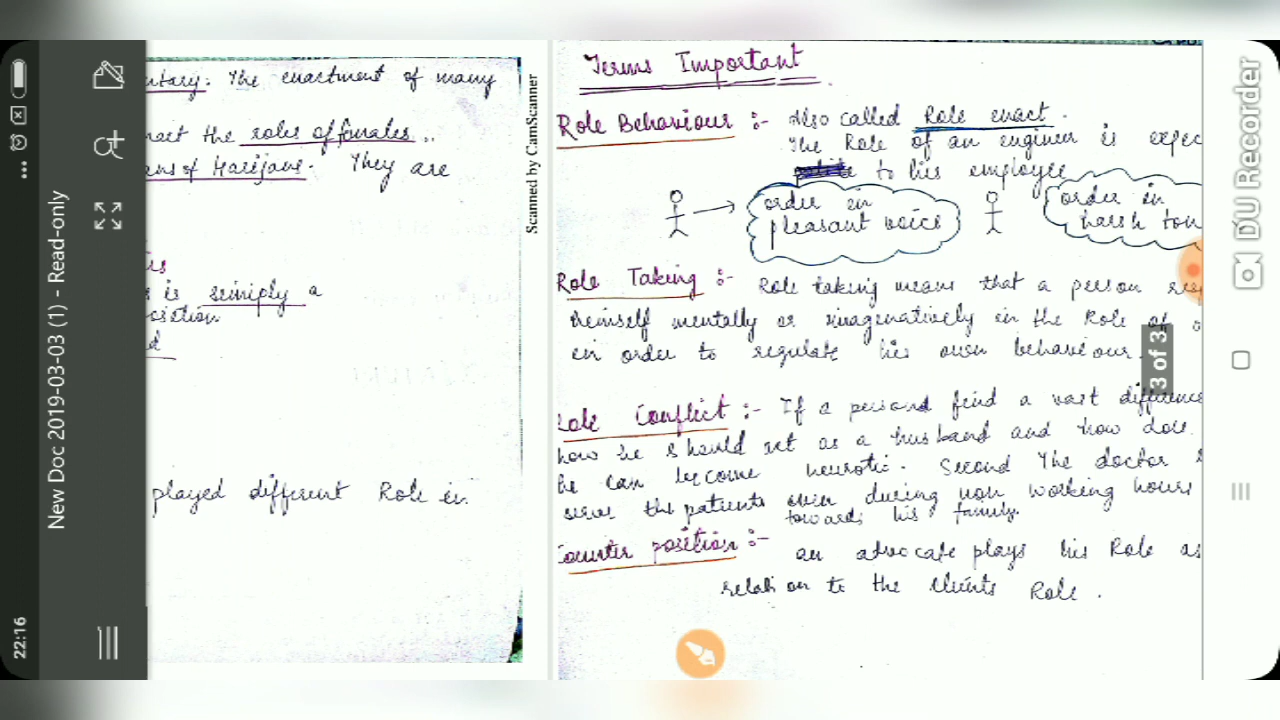 New Doc 2019-03-03 (1) - Read-only
22:16
The enactment of many
the roles of females ..
of Harijans. They are
is simiply a
played different Role in
Scanned by CamScanner
Terms Important
Role Behaviour :- Also called Role enact.
The Role of an engineer is expec
to his employee
order in
pleasant voice
order in
harsh ton
Role Taking :- Role taking means that a person
himself mentally or imaginatively in the Role of
in order to regulate his own behaviour.
Role Conflict :- If a person find a vast difference
how he should act as a husband and how does
he can become neurotic. Second The doctor
serve the patients even during non working hours
towards his family.
Counter position :- an advocate plays his Role as
relation to the clients Role .
3 of 3
DU Recorder